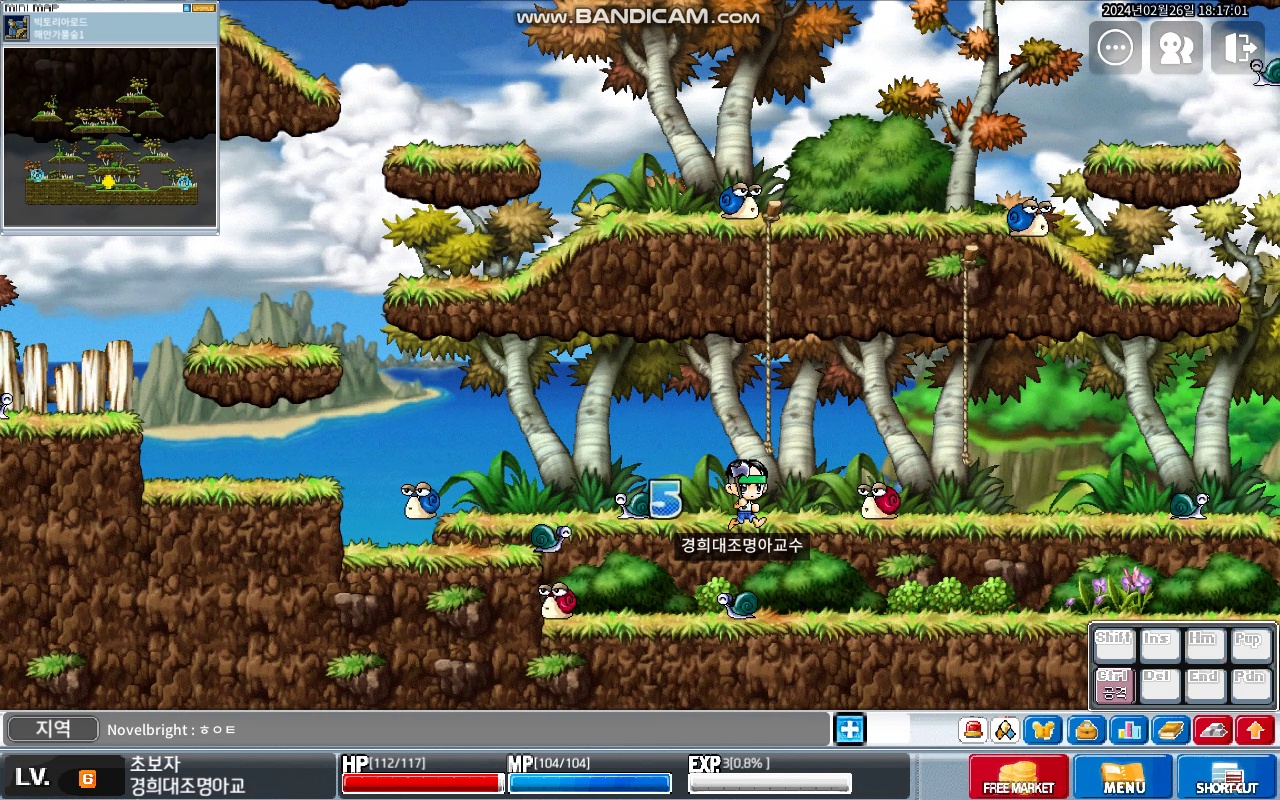 MINI MAP
WORLD
빅토리아로드
해안가풀숲1
www.BANDICAM.com
2024년02월26일 18:17:01
5
경희대조명아교수
Shift Ins Hm Pup
Ctrl Del End Pdn
공격
지역 Novelbright : ㅎㅇㅌ
LV. 6
초보자
경희대조명아교
HP[112/117] MP[104/104] EXP 3[0.8% ]
FREE MARKET MENU SHORTCUT